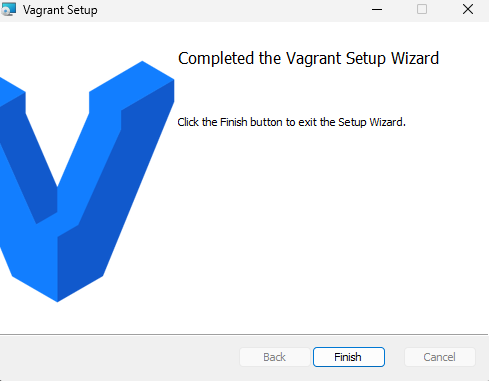 Vagrant Setup
Completed the Vagrant Setup Wizard
Click the Finish button to exit the Setup Wizard.
Back
Finish
Cancel